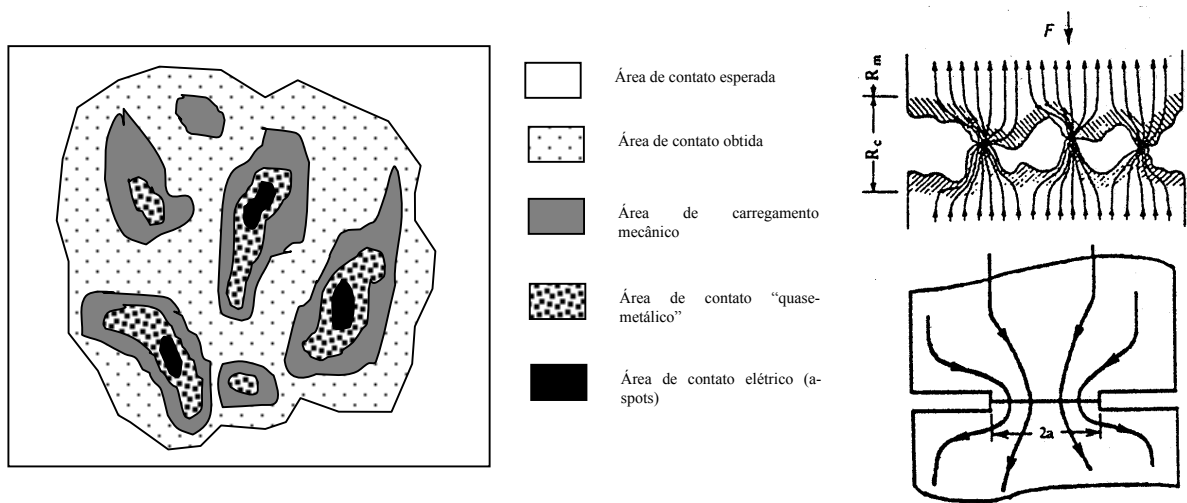 Área de contato esperada
Área de contato obtida
Área de carregamento
mecânico
Área de contato “quase-
metálico”
Área de contato elétrico (a-
spots)
F
R m
R c
2a